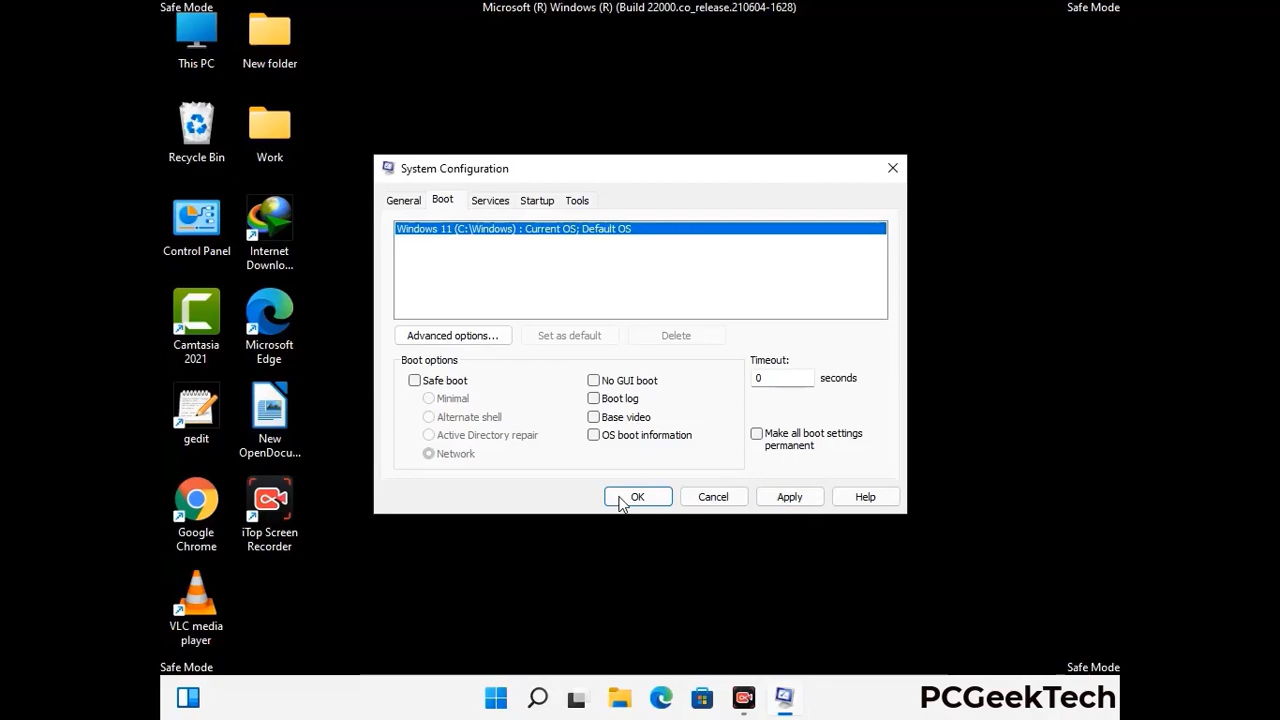 Safe Mode
Microsoft (R) Windows (R) (Build 22000.co_release.210604-1628)
Safe Mode
This PC
New folder
Recycle Bin
Work
Control Panel
Internet
Downlo...
Camtasia
2021
Microsoft
Edge
gedit
New
OpenDocu...
Google
Chrome
iTop Screen
Recorder
VLC media
player
System Configuration
General
Boot
Services
Startup
Tools
Windows 11 (C:\Windows) : Current OS; Default OS
Advanced options...
Set as default
Delete
Boot options
Safe boot
Minimal
Alternate shell
Active Directory repair
Network
No GUI boot
Boot log
Base video
OS boot information
Timeout:
0 seconds
Make all boot settings
permanent
OK
Cancel
Apply
Help
Safe Mode
Safe Mode
PCGeekTech